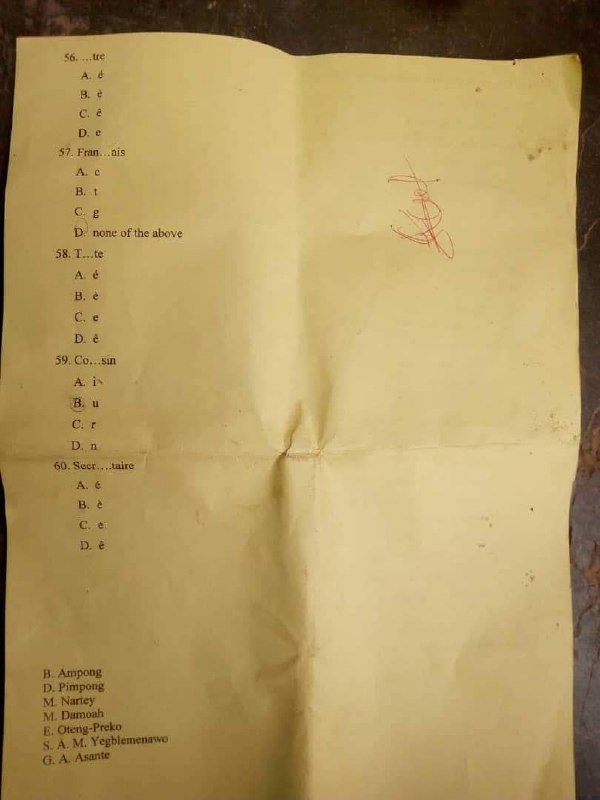 56. ...tre
A. é
B. è
C. ê
D. e
57. Fran...ais
A. c
B. t
C. g
D. none of the above
58. T...te
A. é
B. è
C. e
D. ê
59. Co...sin
A. i
B. u
C. r
D. n
60. Secr....taire
A. é
B. è
C. e
D. ê
B. Ampong
D. Pimpong
M. Nartey
M. Damoah
E. Oteng-Preko
S. A. M. Yegblemenawo
G. A. Asante